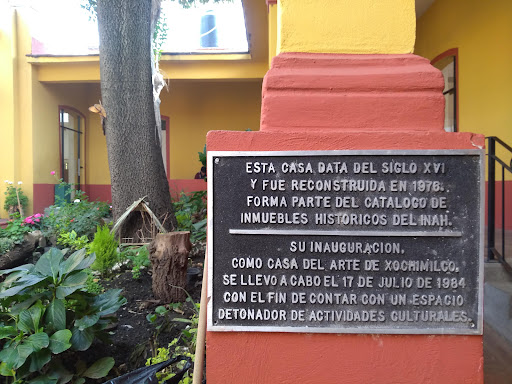 ESTA CASA DATA DEL SIGLO XVI
Y FUE RECONSTRUIDA EN 1978.
FORMA PARTE DEL CATALOGO DE
INMUEBLES HISTORICOS DEL INAH.
SU INAUGURACION.
COMO CASA DEL ARTE DE XOCHIMILCO.
SE LLEVO A CABO EL 17 DE JULIO DE 1984
CON EL FIN DE CONTAR CON UN ESPACIO
DETONADOR DE ACTIVIDADES CULTURALES.